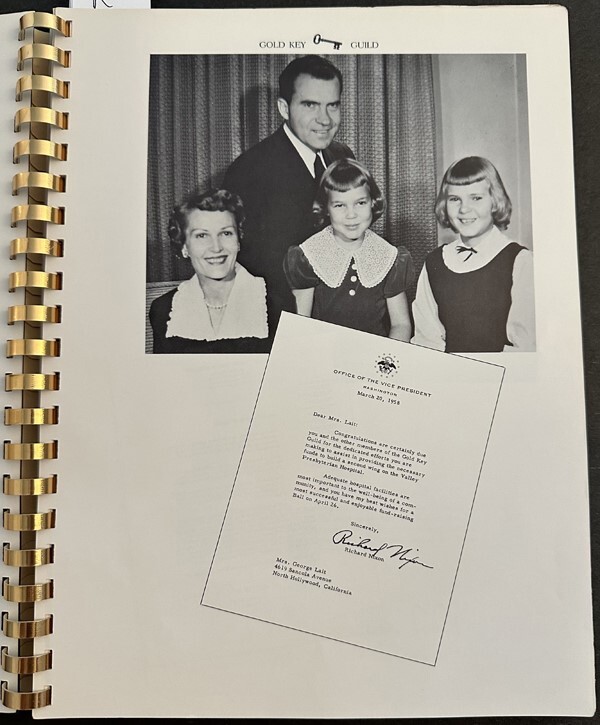 GOLD KEY GUILD
OFFICE OF THE VICE PRESIDENT
WASHINGTON
March 20, 1958
Dear Mrs. Lait:
Congratulations are certainly due
you and the other members of the Gold Key
Guild for the dedicated efforts you are
making to assist in providing the necessary
funds to build a second wing on the Valley
Presbyterian Hospital.
Adequate hospital facilities are
most important to the well-being of a com-
munity, and you have my best wishes for a
most successful and enjoyable fund-raising
Ball on April 26.
Sincerely,
Richard Nixon
Richard Nixon
Mrs. George Lait
4619 Sancola Avenue
North Hollywood, California